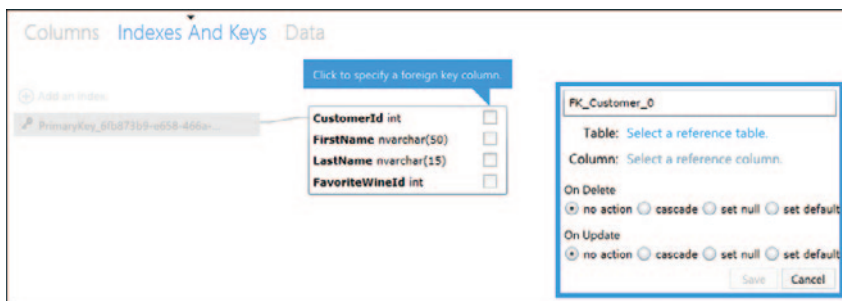 Columns Indexes And Keys Data
Click to specify a foreign key column.
Add an Index
PrimaryKey_6fb873b9-e658-466a-...
CustomerId int
FirstName nvarchar(50)
LastName nvarchar(15)
FavoriteWineId int
FK_Customer_0
Table: Select a reference table.
Column: Select a reference column.
On Delete
no action cascade set null set default
On Update
no action cascade set null set default
Save Cancel